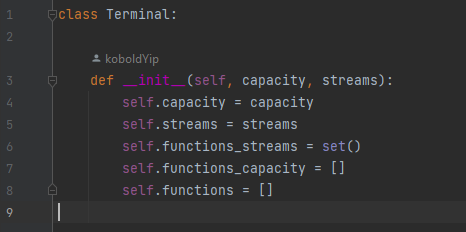 1 class Terminal:
2
koboldYip
3 def __init__(self, capacity, streams):
4 self.capacity = capacity
5 self.streams = streams
6 self.functions_streams = set()
7 self.functions_capacity = []
8 self.functions = []
9